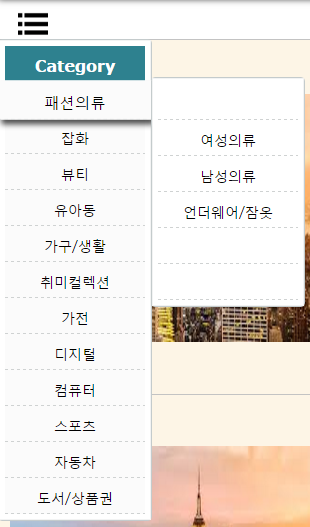 Category
패션의류
잡화
뷰티
유아동
가구/생활
취미컬렉션
가전
디지털
컴퓨터
스포츠
자동차
도서/상품권
여성의류
남성의류
언더웨어/잠옷